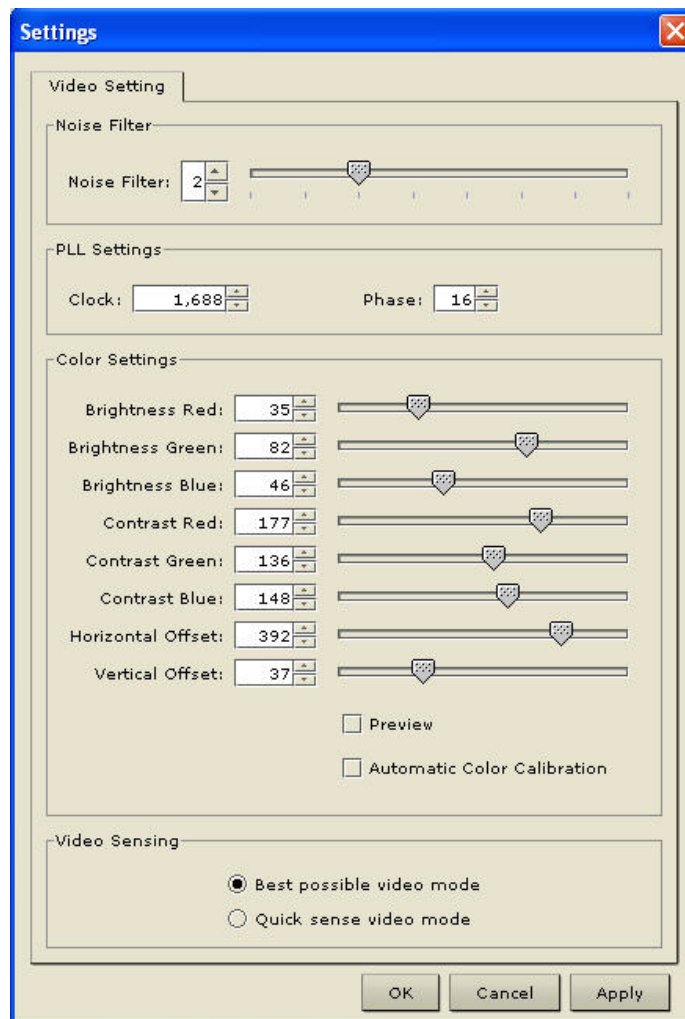 Settings
Video Setting
Noise Filter
Noise Filter: 2
PLL Settings
Clock: 1,688 Phase: 16
Color Settings
Brightness Red: 35
Brightness Green: 82
Brightness Blue: 46
Contrast Red: 177
Contrast Green: 136
Contrast Blue: 148
Horizontal Offset: 392
Vertical Offset: 37
Preview
Automatic Color Calibration
Video Sensing
Best possible video mode
Quick sense video mode
OK Cancel Apply